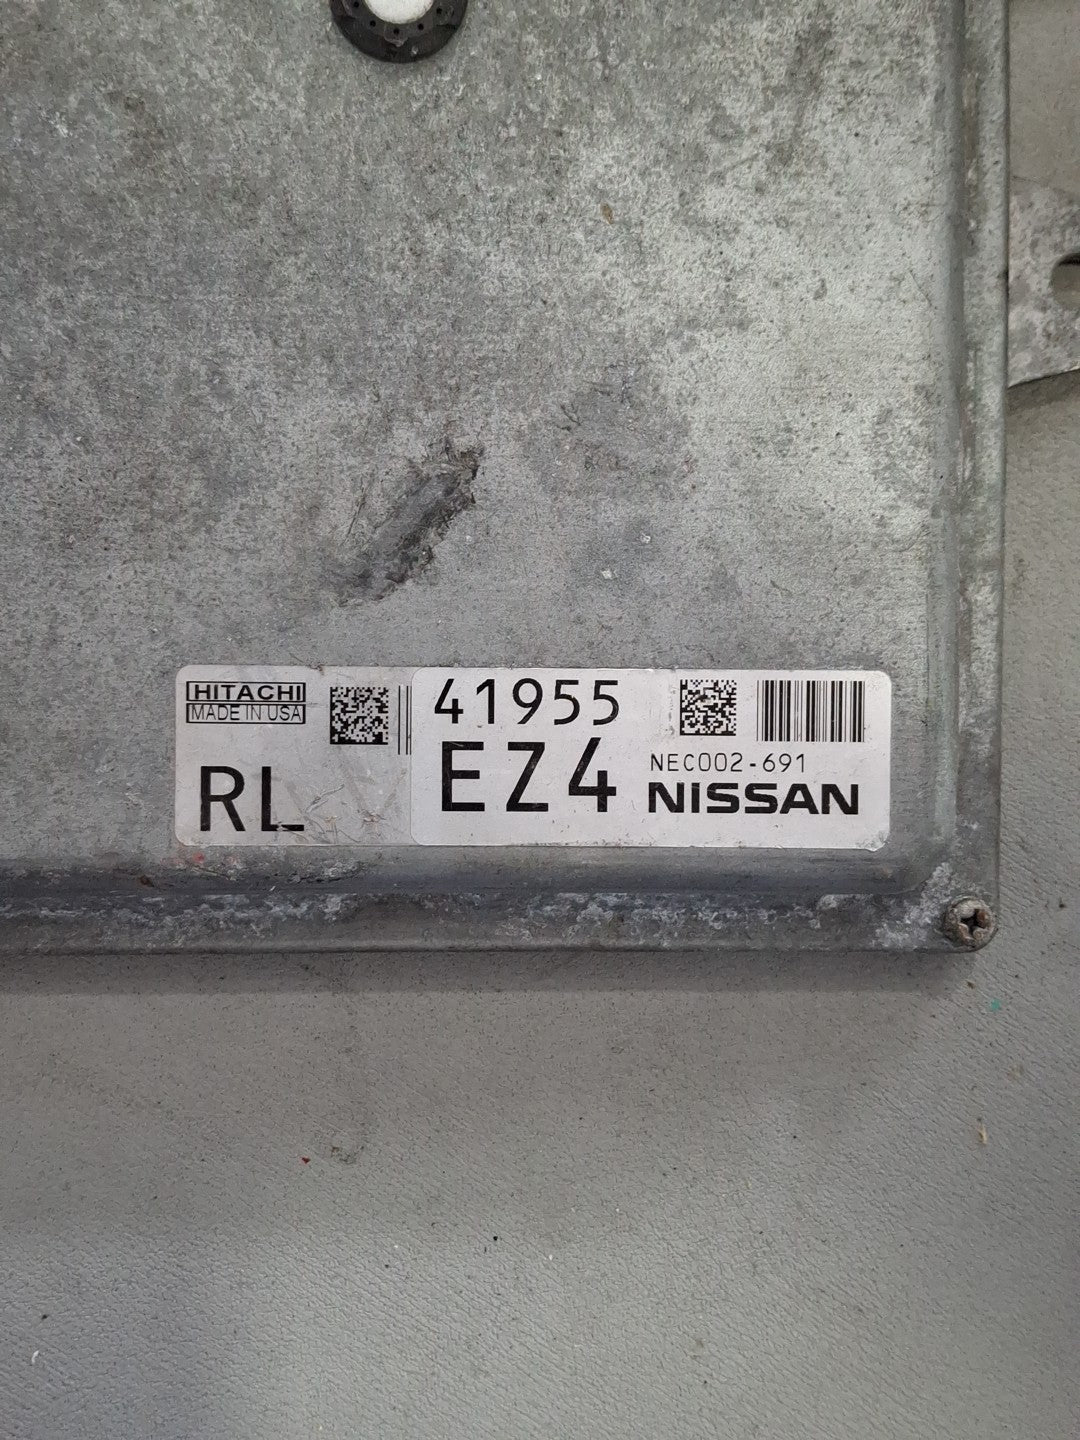 HITACHI
MADE IN USA
RL
41955
EZ4
NEC002-691
NISSAN